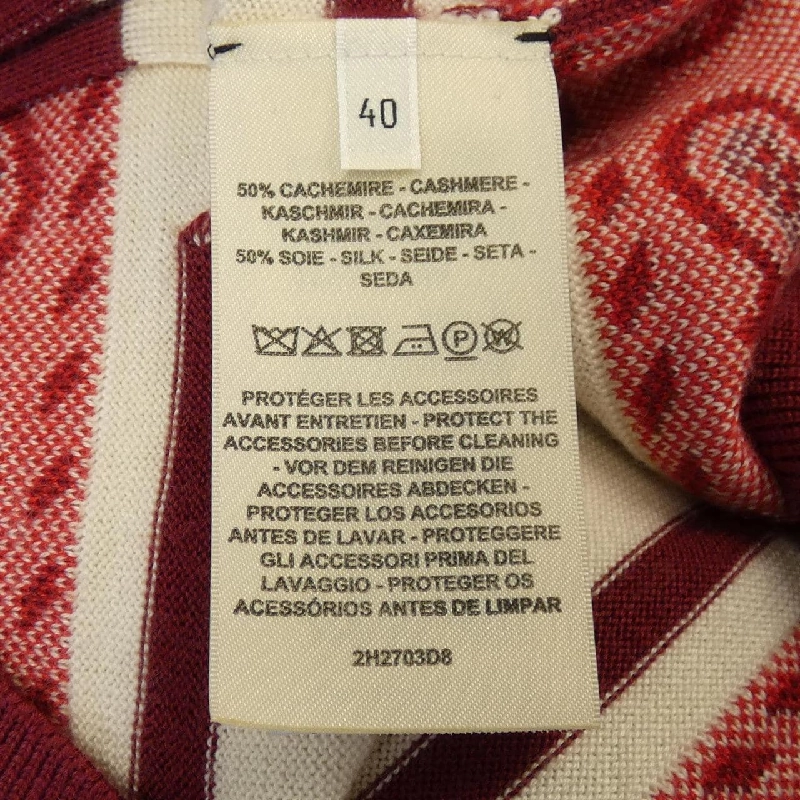 40
50% CACHEMIRE - CASHMERE -
KASCHMIR - CACHEMIRA -
KASHMIR - CAXEMIRA
50% SOIE - SILK - SEIDE - SETA -
SEDA
P
W
PROTÉGER LES ACCESSOIRES
AVANT ENTRETIEN - PROTECT THE
ACCESSORIES BEFORE CLEANING
- VOR DEM REINIGEN DIE
ACCESSOIRES ABDECKEN -
PROTEGER LOS ACCESORIOS
ANTES DE LAVAR - PROTEGGERE
GLI ACCESSORI PRIMA DEL
LAVAGGIO - PROTEGER OS
ACESSÓRIOS ANTES DE LIMPAR
2H2703D8